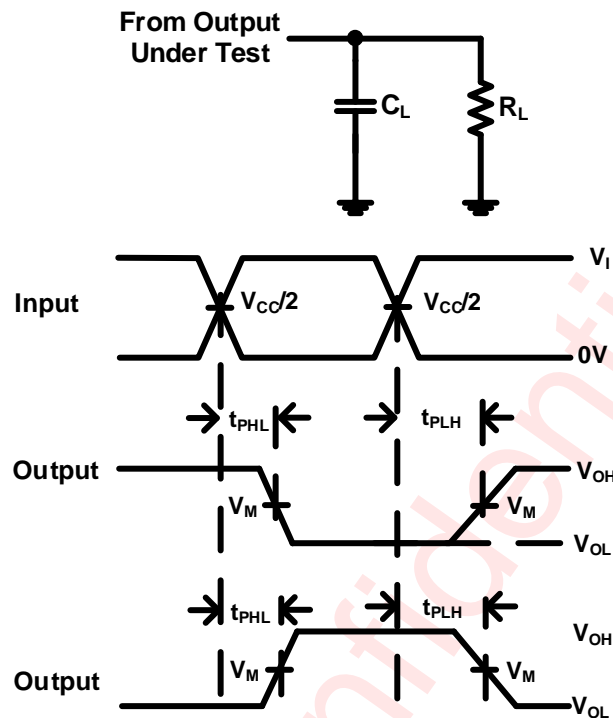 From Output
Under Test
CL
RL
VI
Input
VCC/2
VCC/2
0V
tPHL
tPLH
Output
VOH
VM
VM
VOL
tPHL
tPLH
VOH
VM
VM
Output
VOL
nfidenti